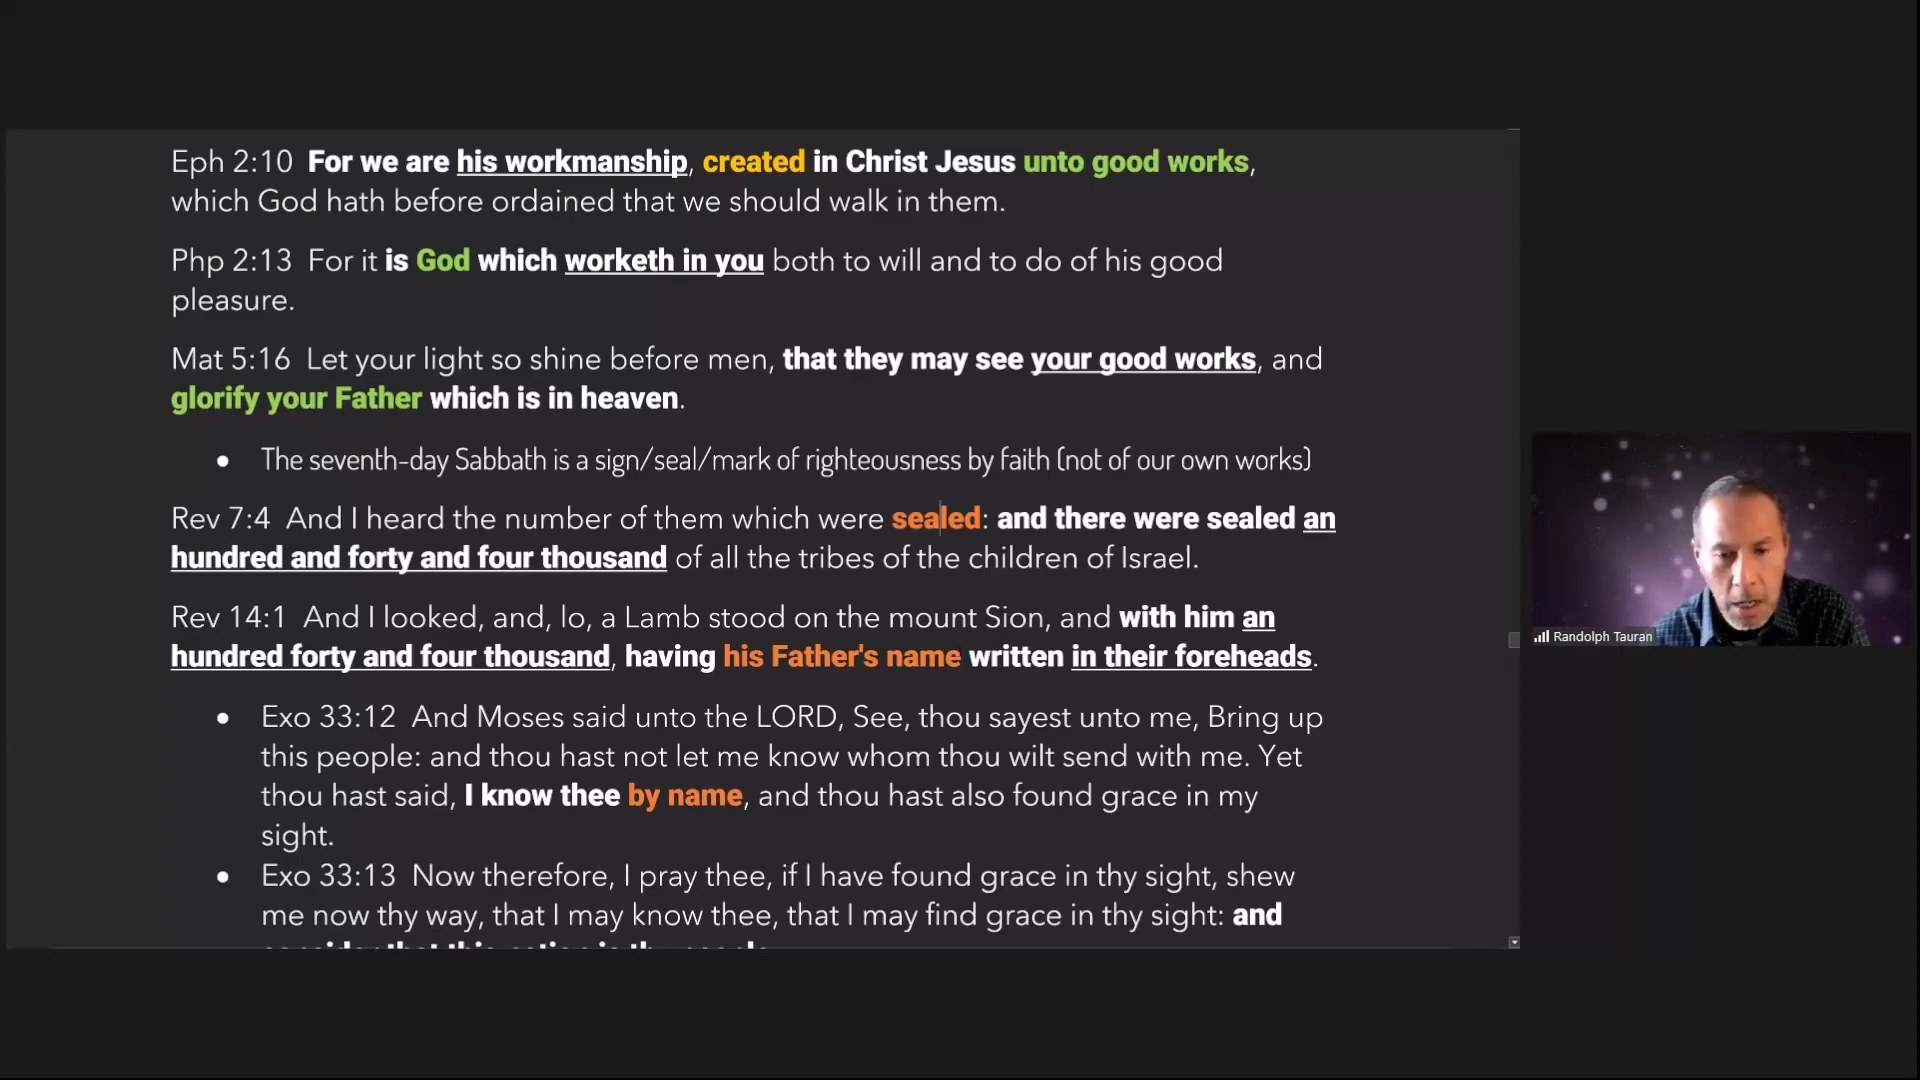 Eph 2:10 For we are his workmanship, created in Christ Jesus unto good works,
which God hath before ordained that we should walk in them.
Php 2:13 For it is God which worketh in you both to will and to do of his good
pleasure.
Mat 5:16 Let your light so shine before men, that they may see your good works, and
glorify your Father which is in heaven.
• The seventh-day Sabbath is a sign/seal/mark of righteousness by faith (not of our own works)
Rev 7:4 And I heard the number of them which were sealed: and there were sealed an
hundred and forty and four thousand of all the tribes of the children of Israel.
Rev 14:1 And I looked, and, lo, a Lamb stood on the mount Sion, and with him an
hundred forty and four thousand, having his Father's name written in their foreheads.
• Exo 33:12 And Moses said unto the LORD, See, thou sayest unto me, Bring up
this people: and thou hast not let me know whom thou wilt send with me. Yet
thou hast said, I know thee by name, and thou hast also found grace in my
sight.
• Exo 33:13 Now therefore, I pray thee, if I have found grace in thy sight, shew
me now thy way, that I may know thee, that I may find grace in thy sight: and
consider that this nation is thy people
Randolph Tauran